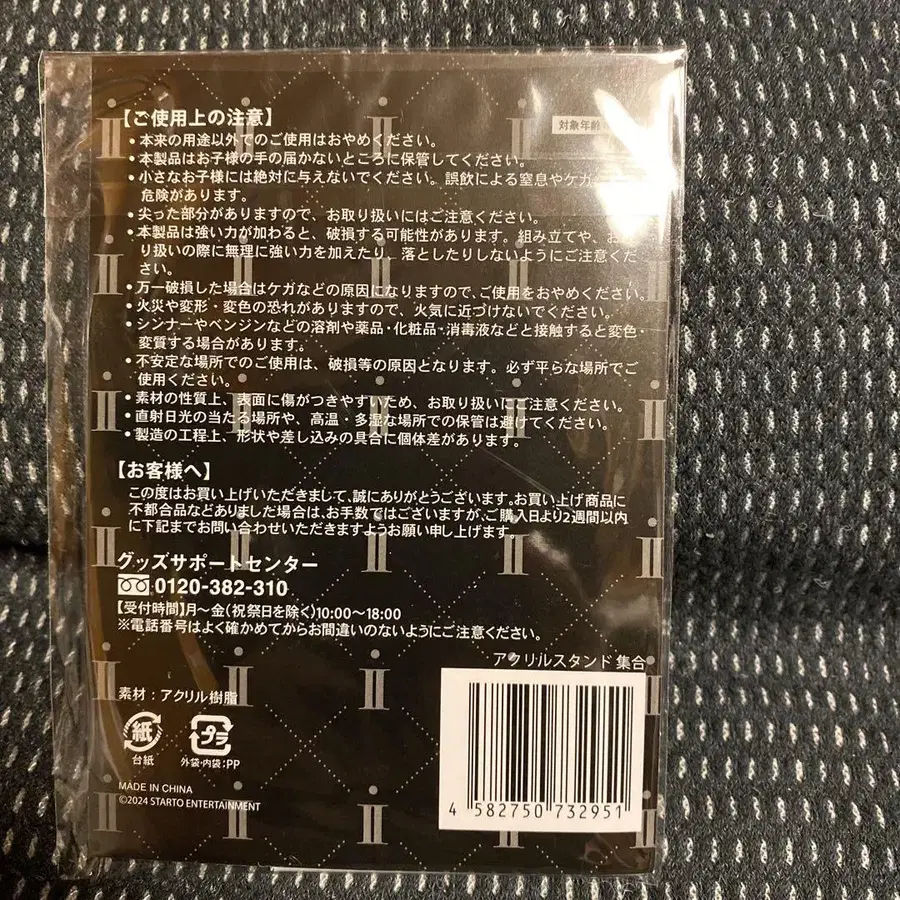 【ご使用上の注意】
対象年齢
• 本来の用途以外でのご使用はおやめください。
• 本製品はお子様の手の届かないところに保管してください。
• 小さなお子様には絶対に与えないでください。誤飲による窒息やケガ
危険があります。
• 尖った部分がありますので、お取り扱いにはご注意ください。
• 本製品は強い力が加わると、破損する可能性があります。組み立てや、お
り扱いの際に無理に強い力を加えたり、落としたりしないようにご注意くだ
さい。
• 万一破損した場合はケガなどの原因になりますので、ご使用をおやめください。
• 火災や変形・変色の恐れがありますので、火気に近づけないでください。
• シンナーやベンジンなどの溶剤や薬品・化粧品・消毒液などと接触すると変色・
変質する場合があります。
• 不安定な場所でのご使用は、破損等の原因となります。必ず平らな場所でご
使用ください。
• 素材の性質上、表面に傷がつきやすいため、お取り扱いにご注意ください。
• 直射日光の当たる場所や、高温・多湿な場所での保管は避けてください。
• 製造の工程上、形状や差し込みの具合に個体差があります。
【お客様へ】
この度はお買い上げいただきまして、誠にありがとうございます。お買い上げ商品に
不都合品などありました場合は、お手数ではございますが、ご購入日より2週間以内
に下記までお問い合わせいただきますようお願い申し上げます。
グッズサポートセンター
0120-382-310
【受付時間】月〜金(祝祭日を除く)10:00〜18:00
※電話番号はよく確かめてからお間違いのないようにご注意ください。
アクリルスタンド 集合
素材：アクリル樹脂
紙
プラ
台紙
外袋・内袋:PP
MADE IN CHINA
©2024 STARTO ENTERTAINMENT
4 582750 732951